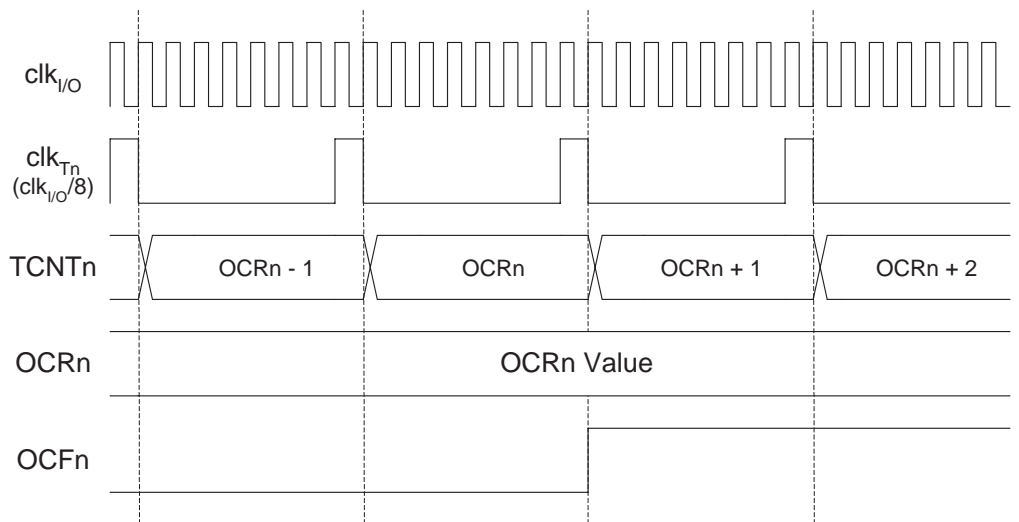 clkI/O
clkTn
(clkI/O/8)
TCNTn OCRn - 1 OCRn OCRn + 1 OCRn + 2
OCRn OCRn Value
OCFn